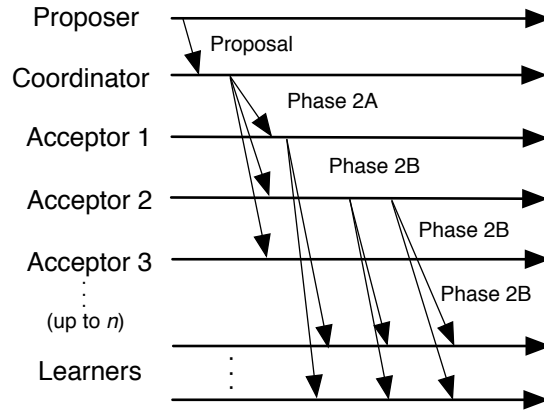 Proposer
Proposal
Coordinator
Phase 2A
Acceptor 1
Phase 2B
Acceptor 2
Phase 2B
Acceptor 3
Phase 2B
(up to n)
Learners